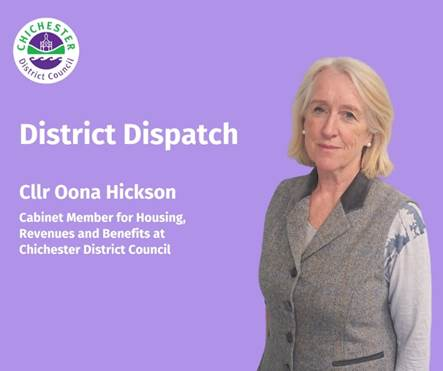 CHICHESTER
District Council
District Dispatch
Cllr Oona Hickson
Cabinet Member for Housing,
Revenues and Benefits at
Chichester District Council